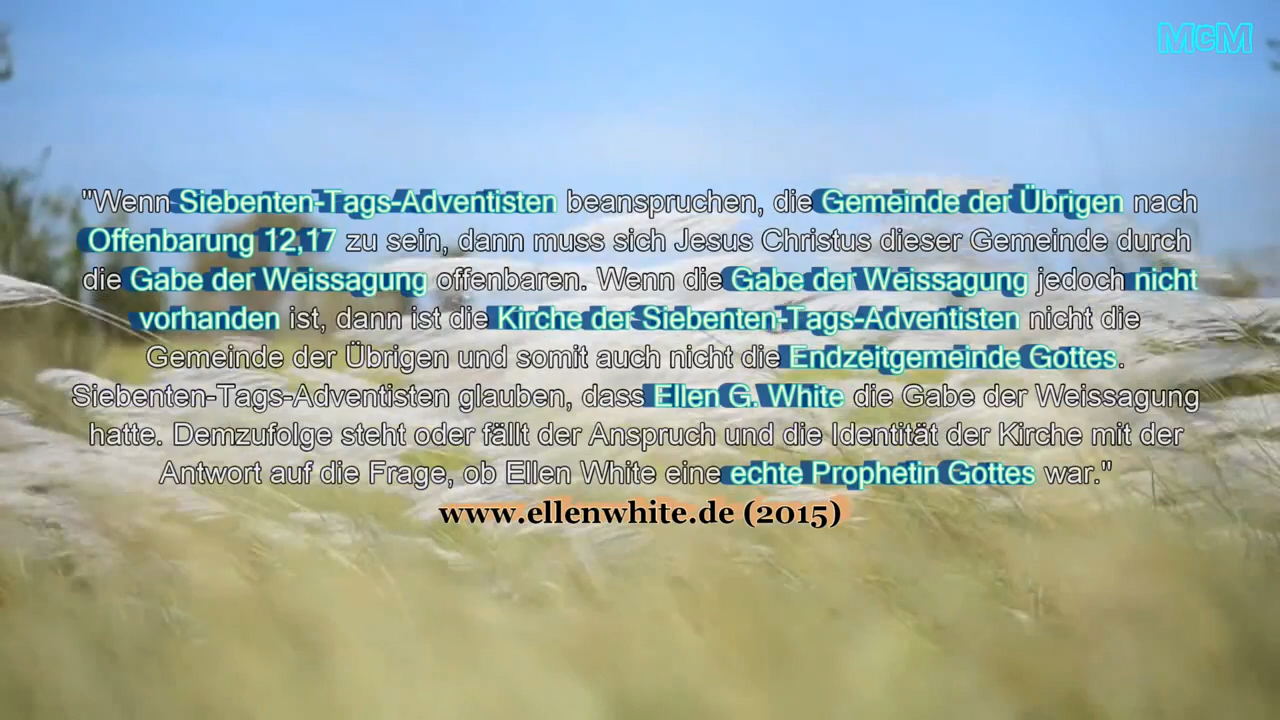 McM
"Wenn Siebenten-Tags-Adventisten beanspruchen, die Gemeinde der Übrigen nach
Offenbarung 12,17 zu sein, dann muss sich Jesus Christus dieser Gemeinde durch
die Gabe der Weissagung offenbaren. Wenn die Gabe der Weissagung jedoch nicht
vorhanden ist, dann ist die Kirche der Siebenten-Tags-Adventisten nicht die
Gemeinde der Übrigen und somit auch nicht die Endzeitgemeinde Gottes.
Siebenten-Tags-Adventisten glauben, dass Ellen G. White die Gabe der Weissagung
hatte. Demzufolge steht oder fällt der Anspruch und die Identität der Kirche mit der
Antwort auf die Frage, ob Ellen White eine echte Prophetin Gottes war."
www.ellenwhite.de (2015)